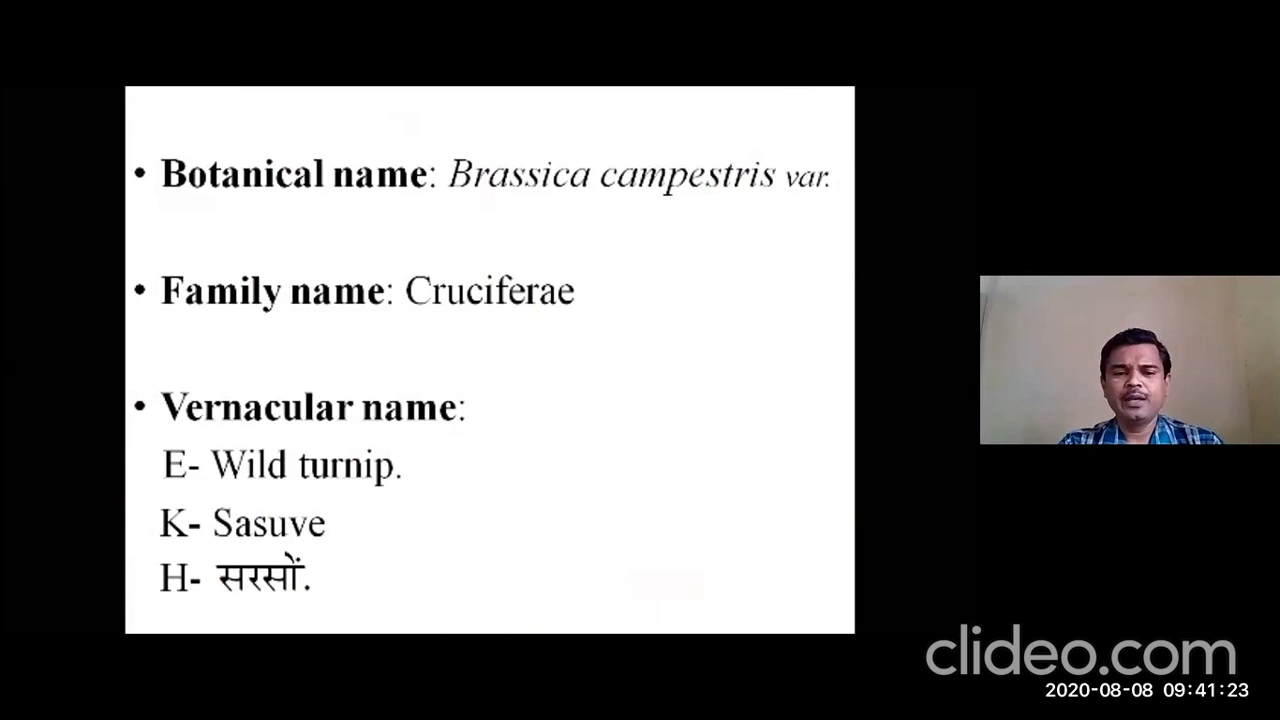 • Botanical name: Brassica campestris var.
• Family name: Cruciferae
• Vernacular name:
E- Wild turnip.
K- Sasuve
H- सरसों.
clideo.com
2020-08-08 09:41:23